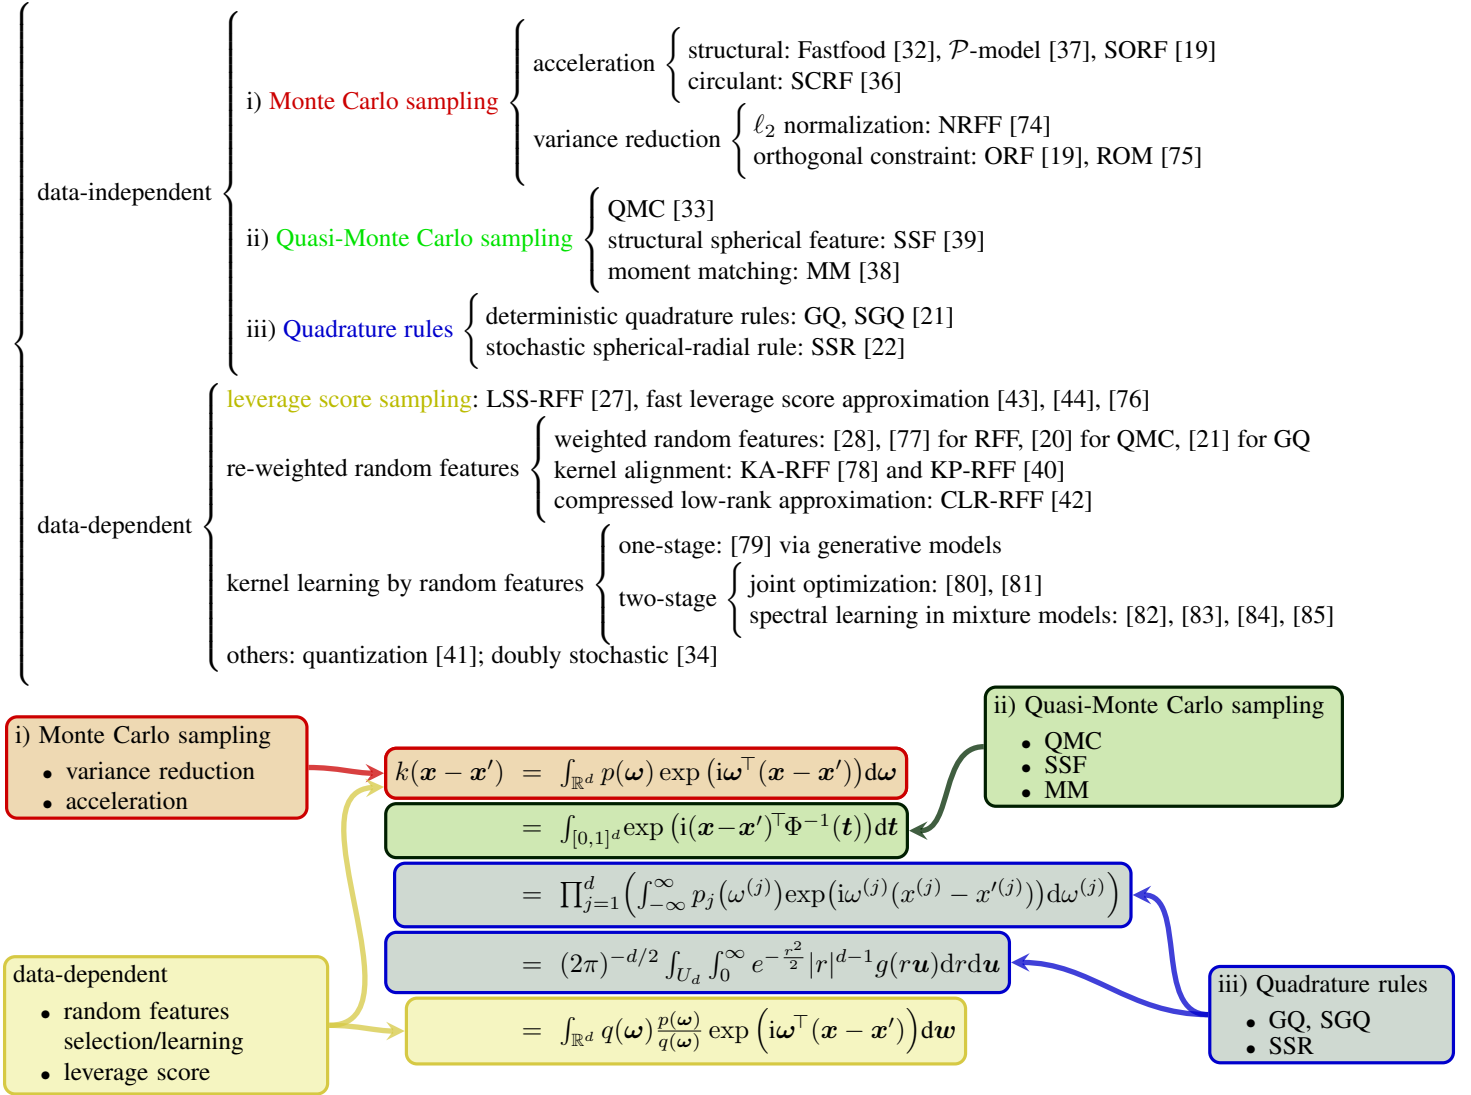 data-independent
i) Monte Carlo sampling
acceleration
structural: Fastfood [32], 𝒫-model [37], SORF [19]
circulant: SCRF [36]
variance reduction
ℓ₂ normalization: NRFF [74]
orthogonal constraint: ORF [19], ROM [75]
ii) Quasi-Monte Carlo sampling
QMC [33]
structural spherical feature: SSF [39]
moment matching: MM [38]
iii) Quadrature rules
deterministic quadrature rules: GQ, SGQ [21]
stochastic spherical-radial rule: SSR [22]
data-dependent
leverage score sampling: LSS-RFF [27], fast leverage score approximation [43], [44], [76]
re-weighted random features
weighted random features: [28], [77] for RFF, [20] for QMC, [21] for GQ
kernel alignment: KA-RFF [78] and KP-RFF [40]
compressed low-rank approximation: CLR-RFF [42]
kernel learning by random features
one-stage: [79] via generative models
two-stage
joint optimization: [80], [81]
spectral learning in mixture models: [82], [83], [84], [85]
others: quantization [41]; doubly stochastic [34]
i) Monte Carlo sampling
• variance reduction
• acceleration
ii) Quasi-Monte Carlo sampling
• QMC
• SSF
• MM
k(𝒙 − 𝒙′) = ∫_{ℝ^d} p(𝝎) exp (i𝝎^⊤(𝒙 − 𝒙′))d𝝎
= ∫_{[0,1]^d} exp (i(𝒙−𝒙′)^⊤Φ^{−1}(𝒕))d𝒕
= ∏_{j=1}^{d} (∫_{−∞}^{∞} p_j(ω^{(j)})exp(iω^{(j)}(x^{(j)} − x′^{(j)}))dω^{(j)})
= (2π)^{−d/2} ∫_{U_d} ∫_0^∞ e^{−\frac{r^2}{2}} |r|^{d−1} g(r𝒖)drd𝒖
= ∫_{ℝ^d} q(𝝎) \frac{p(𝝎)}{q(𝝎)} exp (i𝝎^⊤(𝒙 − 𝒙′))d𝒘
data-dependent
• random features
selection/learning
• leverage score
iii) Quadrature rules
• GQ, SGQ
• SSR